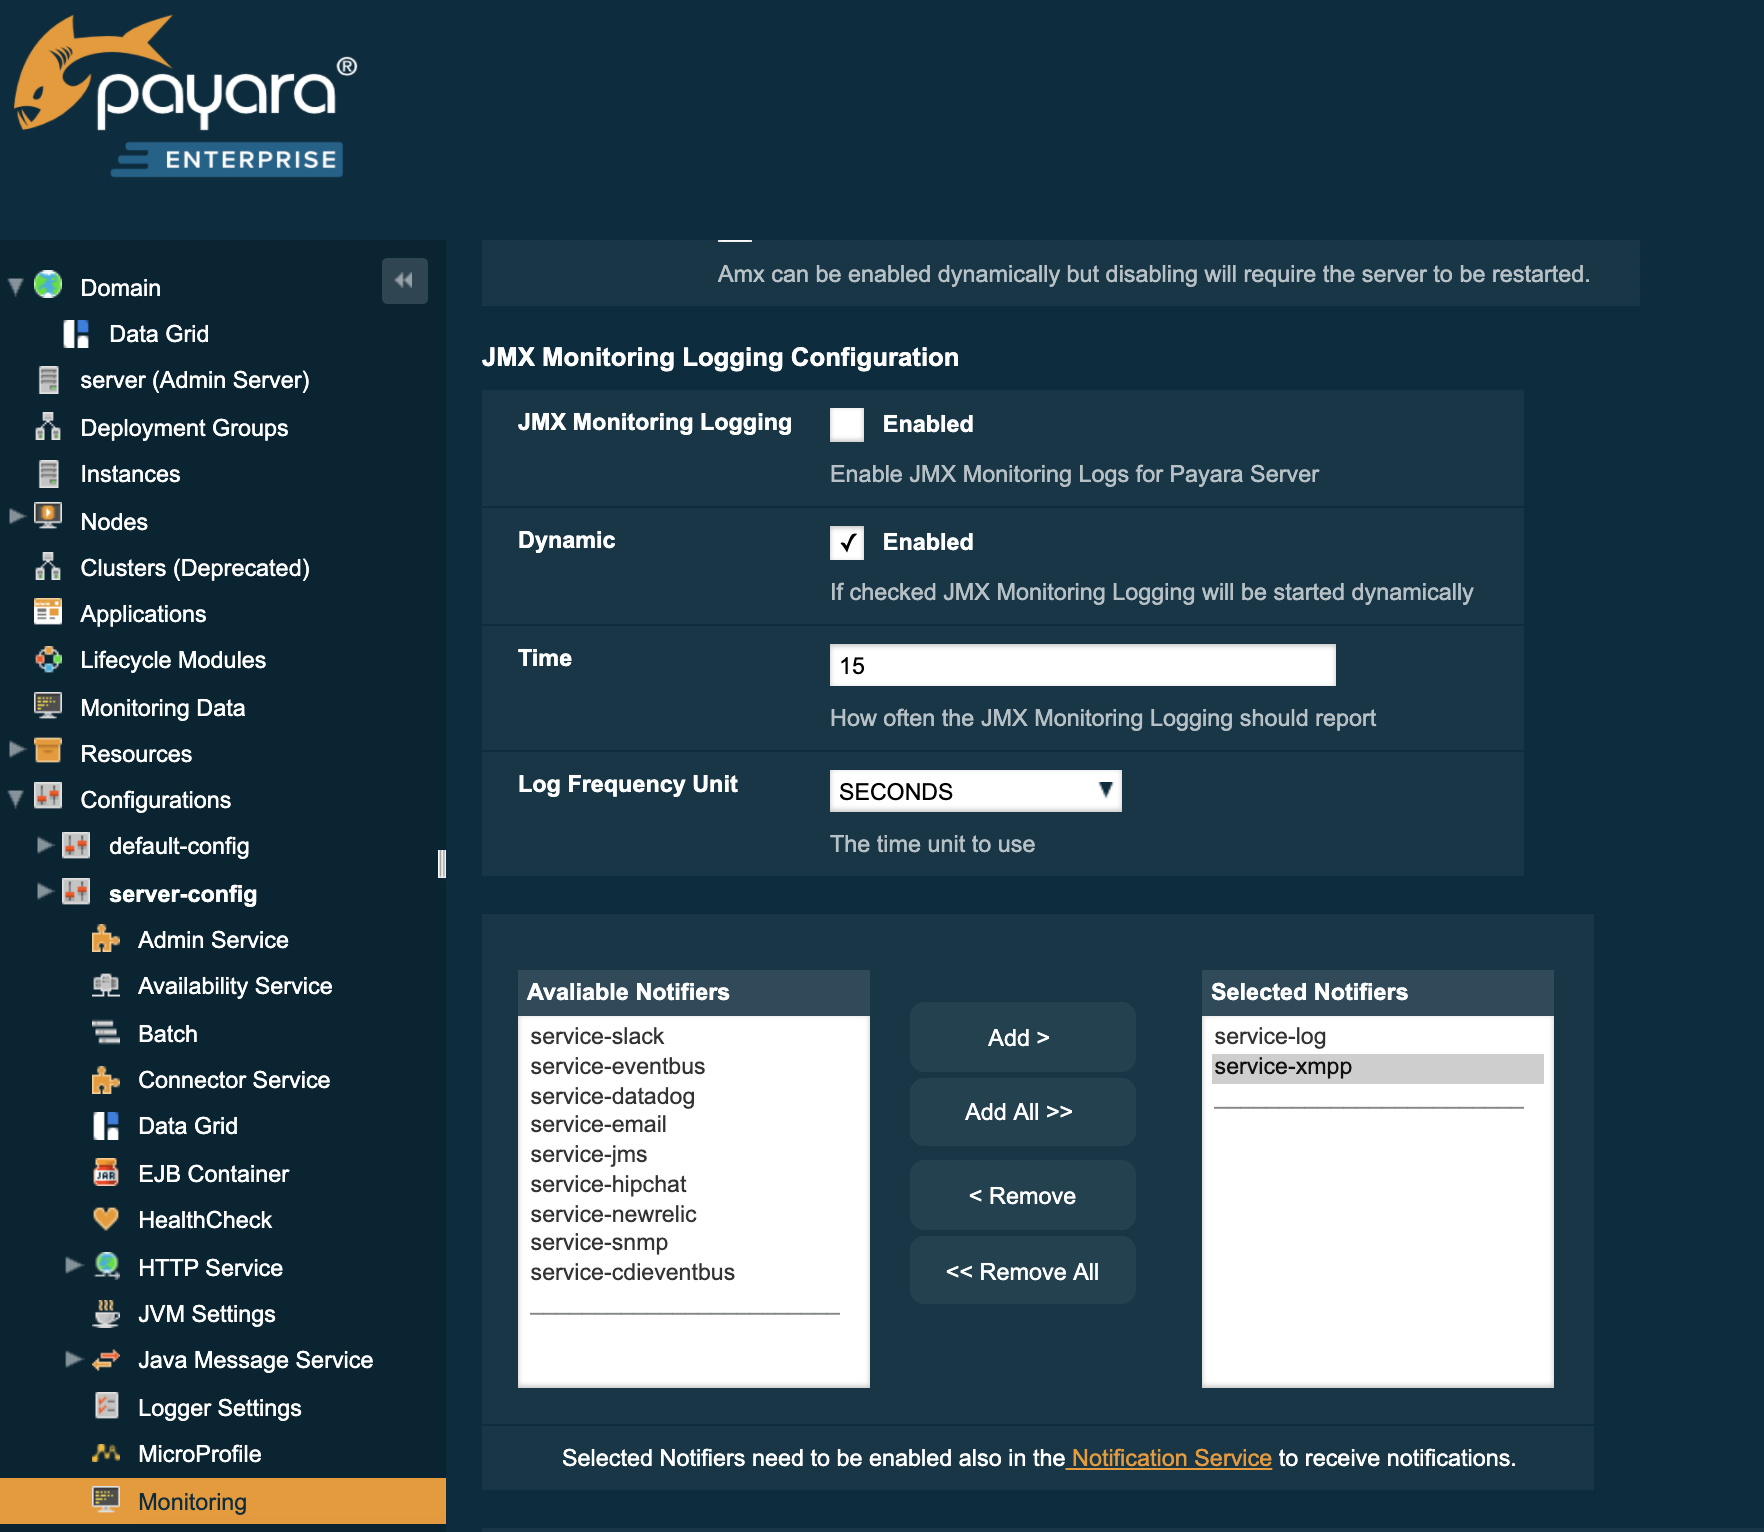 payara®
ENTERPRISE
Domain
Data Grid
server (Admin Server)
Deployment Groups
Instances
Nodes
Clusters (Deprecated)
Applications
Lifecycle Modules
Monitoring Data
Resources
Configurations
default-config
server-config
Admin Service
Availability Service
Batch
Connector Service
Data Grid
JAR
EJB Container
HealthCheck
HTTP Service
JVM Settings
Java Message Service
Logger Settings
MicroProfile
Monitoring
Amx can be enabled dynamically but disabling will require the server to be restarted.
JMX Monitoring Logging Configuration
JMX Monitoring Logging Enabled
Enable JMX Monitoring Logs for Payara Server
Dynamic Enabled
If checked JMX Monitoring Logging will be started dynamically
Time 15
How often the JMX Monitoring Logging should report
Log Frequency Unit SECONDS
The time unit to use
Avaliable Notifiers
service-slack
service-eventbus
service-datadog
service-email
service-jms
service-hipchat
service-newrelic
service-snmp
service-cdieventbus
Add >
Add All >>
< Remove
<< Remove All
Selected Notifiers
service-log
service-xmpp
Selected Notifiers need to be enabled also in the Notification Service to receive notifications.